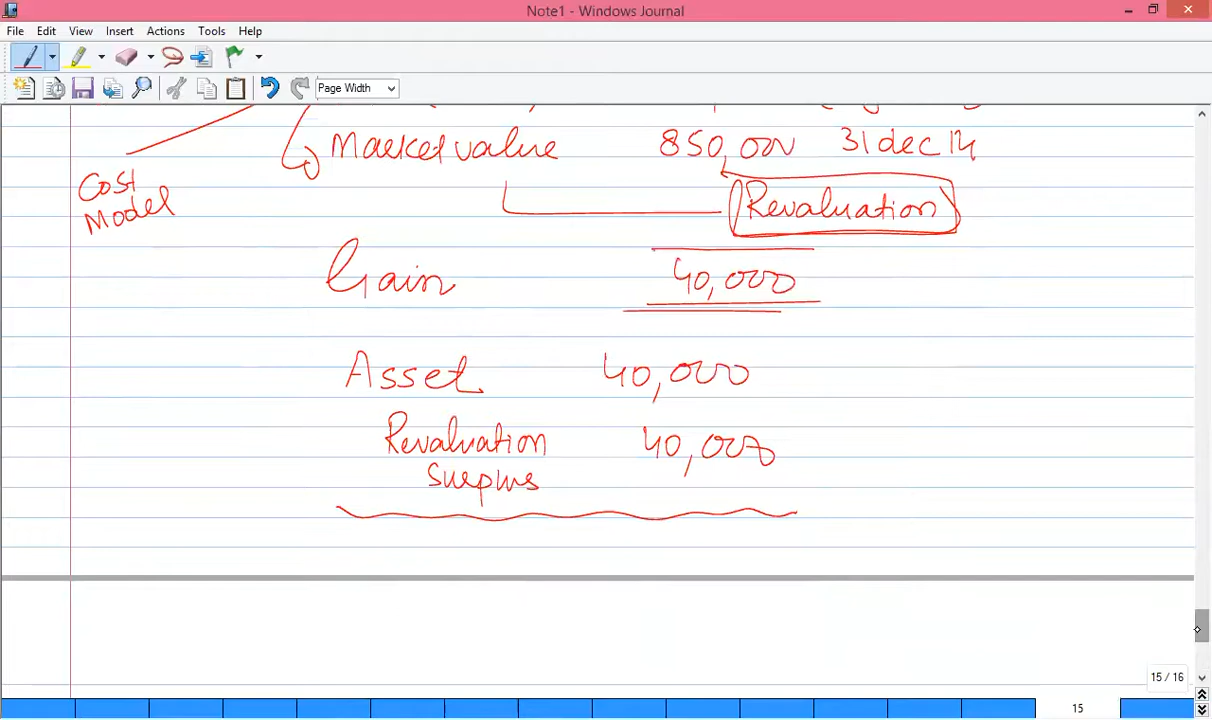 Note1 - Windows Journal
File Edit View Insert Actions Tools Help
Page Width
Market value 850,000 31 dec 14
Cost
Model
Revaluation
Gain 40,000
Asset 40,000
Revaluation 40,000
Surplus
15 / 16
15